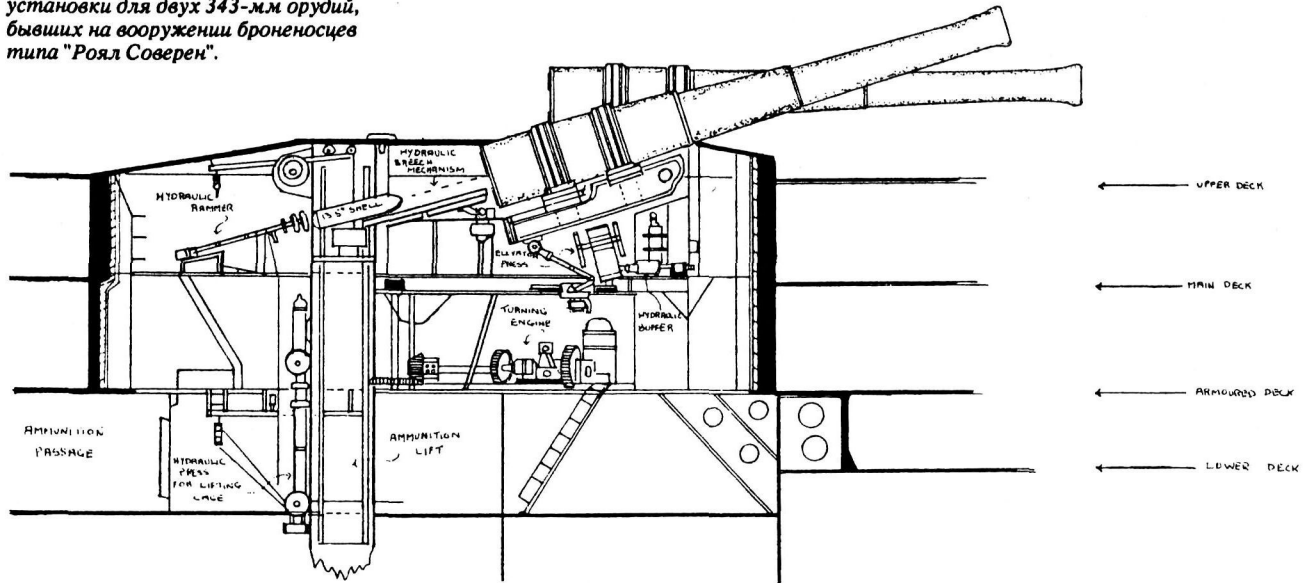 установки для двух 343-мм орудий,
бывших на вооружении броненосцев
типа "Роял Соверен".
HYDRAULIC
BREECH
MECHANISM
HYDRAULIC
RAMMER
13.5" SHELL
UPPER DECK
ELEVATOR
PRESS
MAIN DECK
TURNING
ENGINE
HYDRAULIC
BUFFER
ARMOURED DECK
AMMUNITION
PASSAGE
AMMUNITION
LIFT
HYDRAULIC
PRESS
FOR LIFTING
CAGE
LOWER DECK